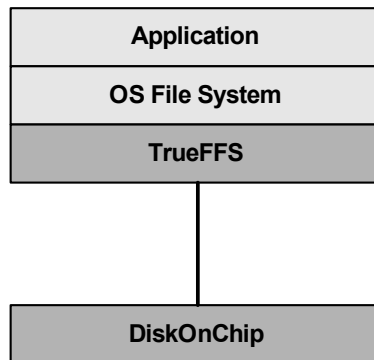 Application
OS File System
TrueFFS
DiskOnChip